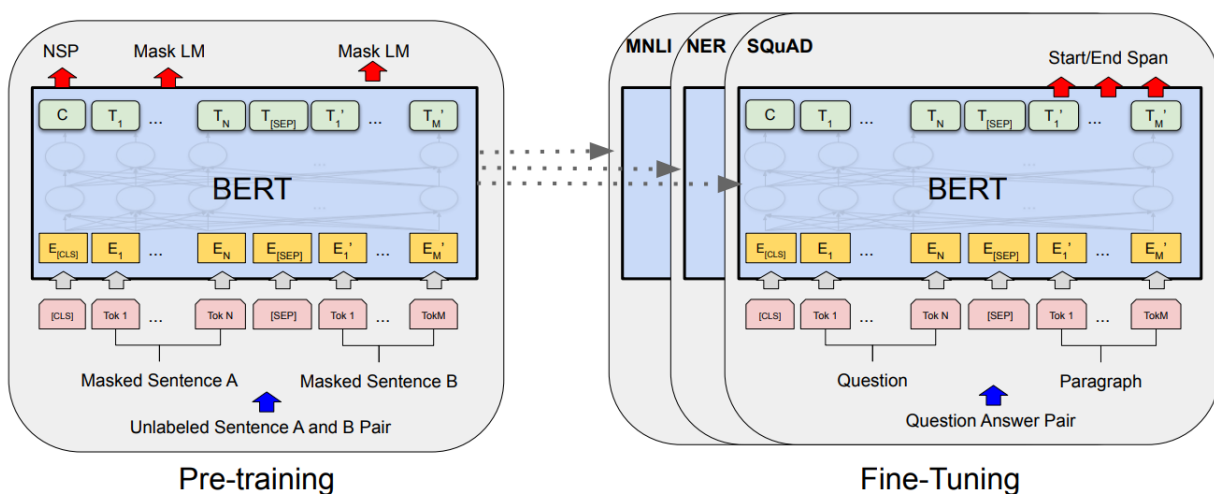 NSP Mask LM Mask LM
C T1 ... TN T[SEP] T1' ... TM'
...
...
BERT
E[CLS] E1 ... EN E[SEP] E1' ... EM'
[CLS] Tok 1 ... Tok N [SEP] Tok 1 ... TokM
Masked Sentence A Masked Sentence B
Unlabeled Sentence A and B Pair
Pre-training
MNLI NER SQuAD
Start/End Span
C T1 ... TN T[SEP] T1' ... TM'
...
...
BERT
E[CLS] E1 ... EN E[SEP] E1' ... EM'
[CLS] Tok 1 ... Tok N [SEP] Tok 1 ... TokM
Question Paragraph
Question Answer Pair
Fine-Tuning